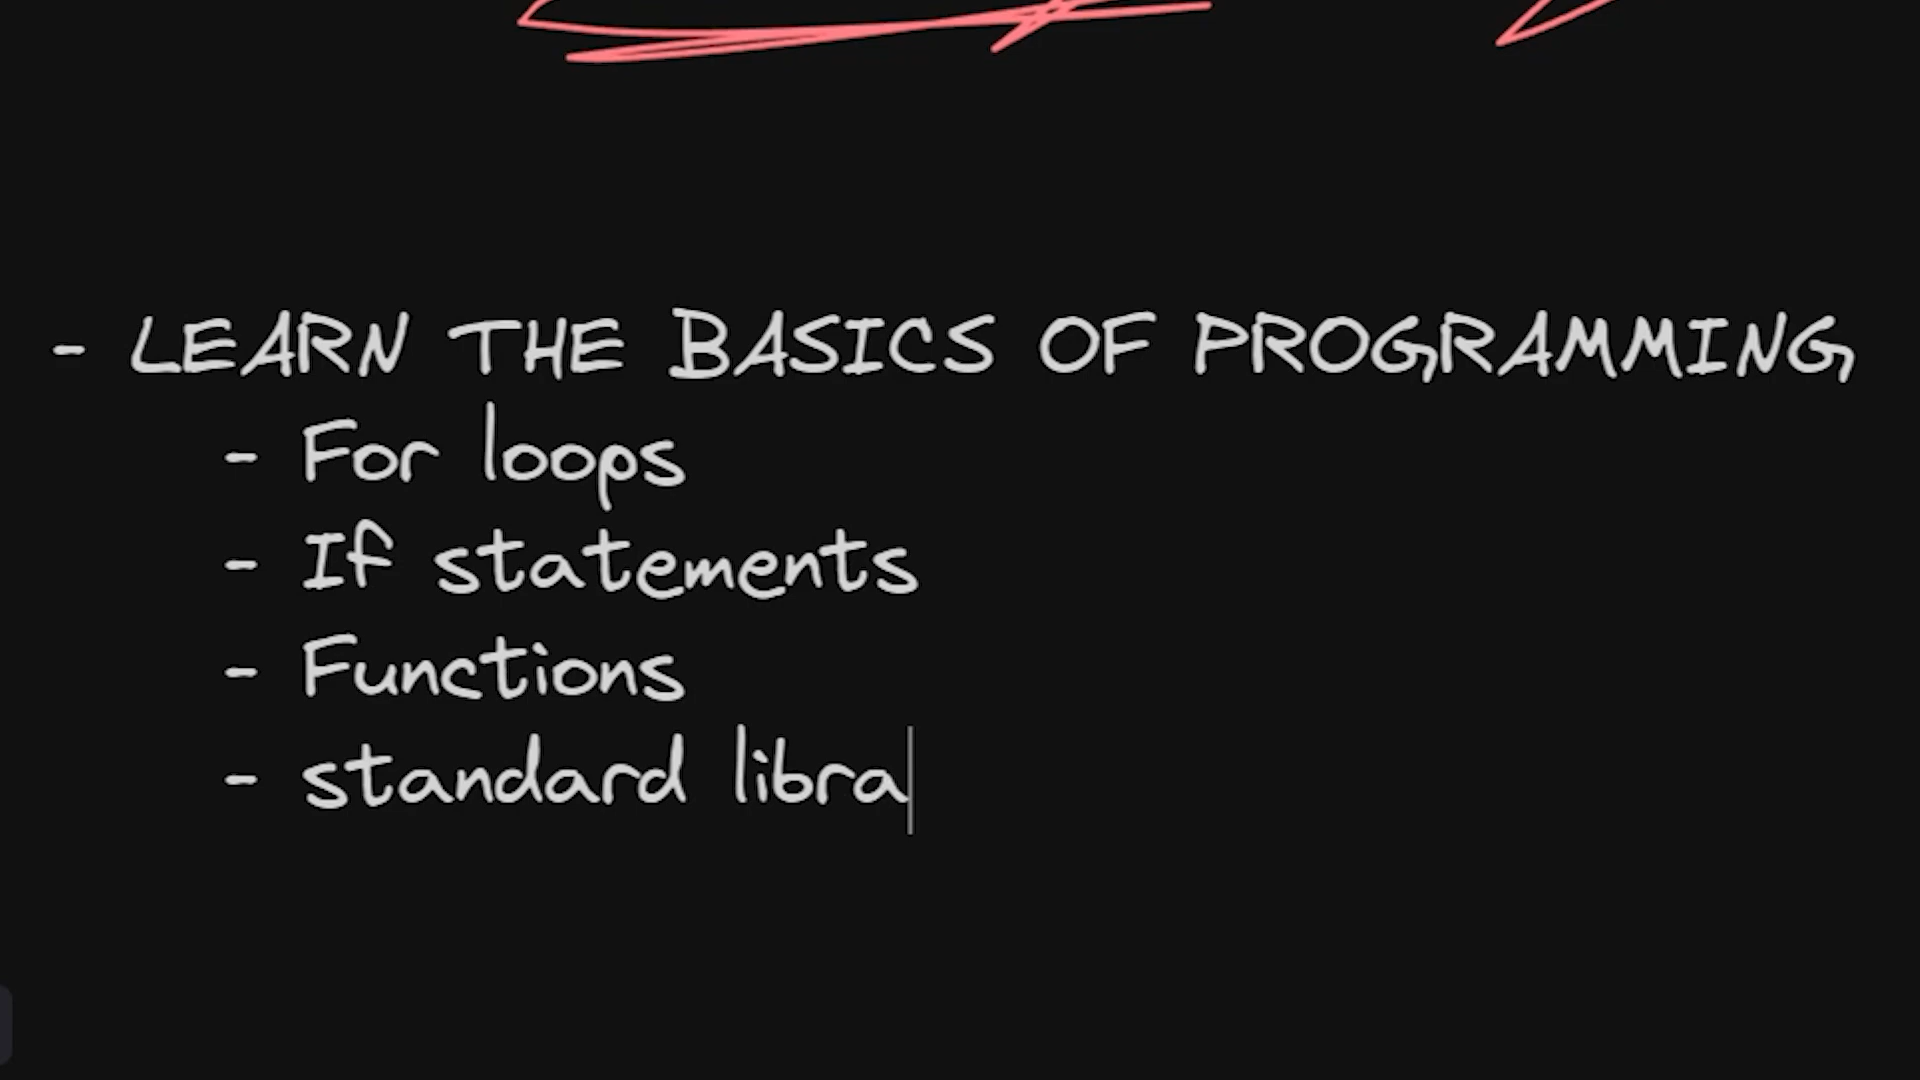 - LEARN THE BASICS OF PROGRAMMING
- For loops
- If statements
- Functions
- standard libra